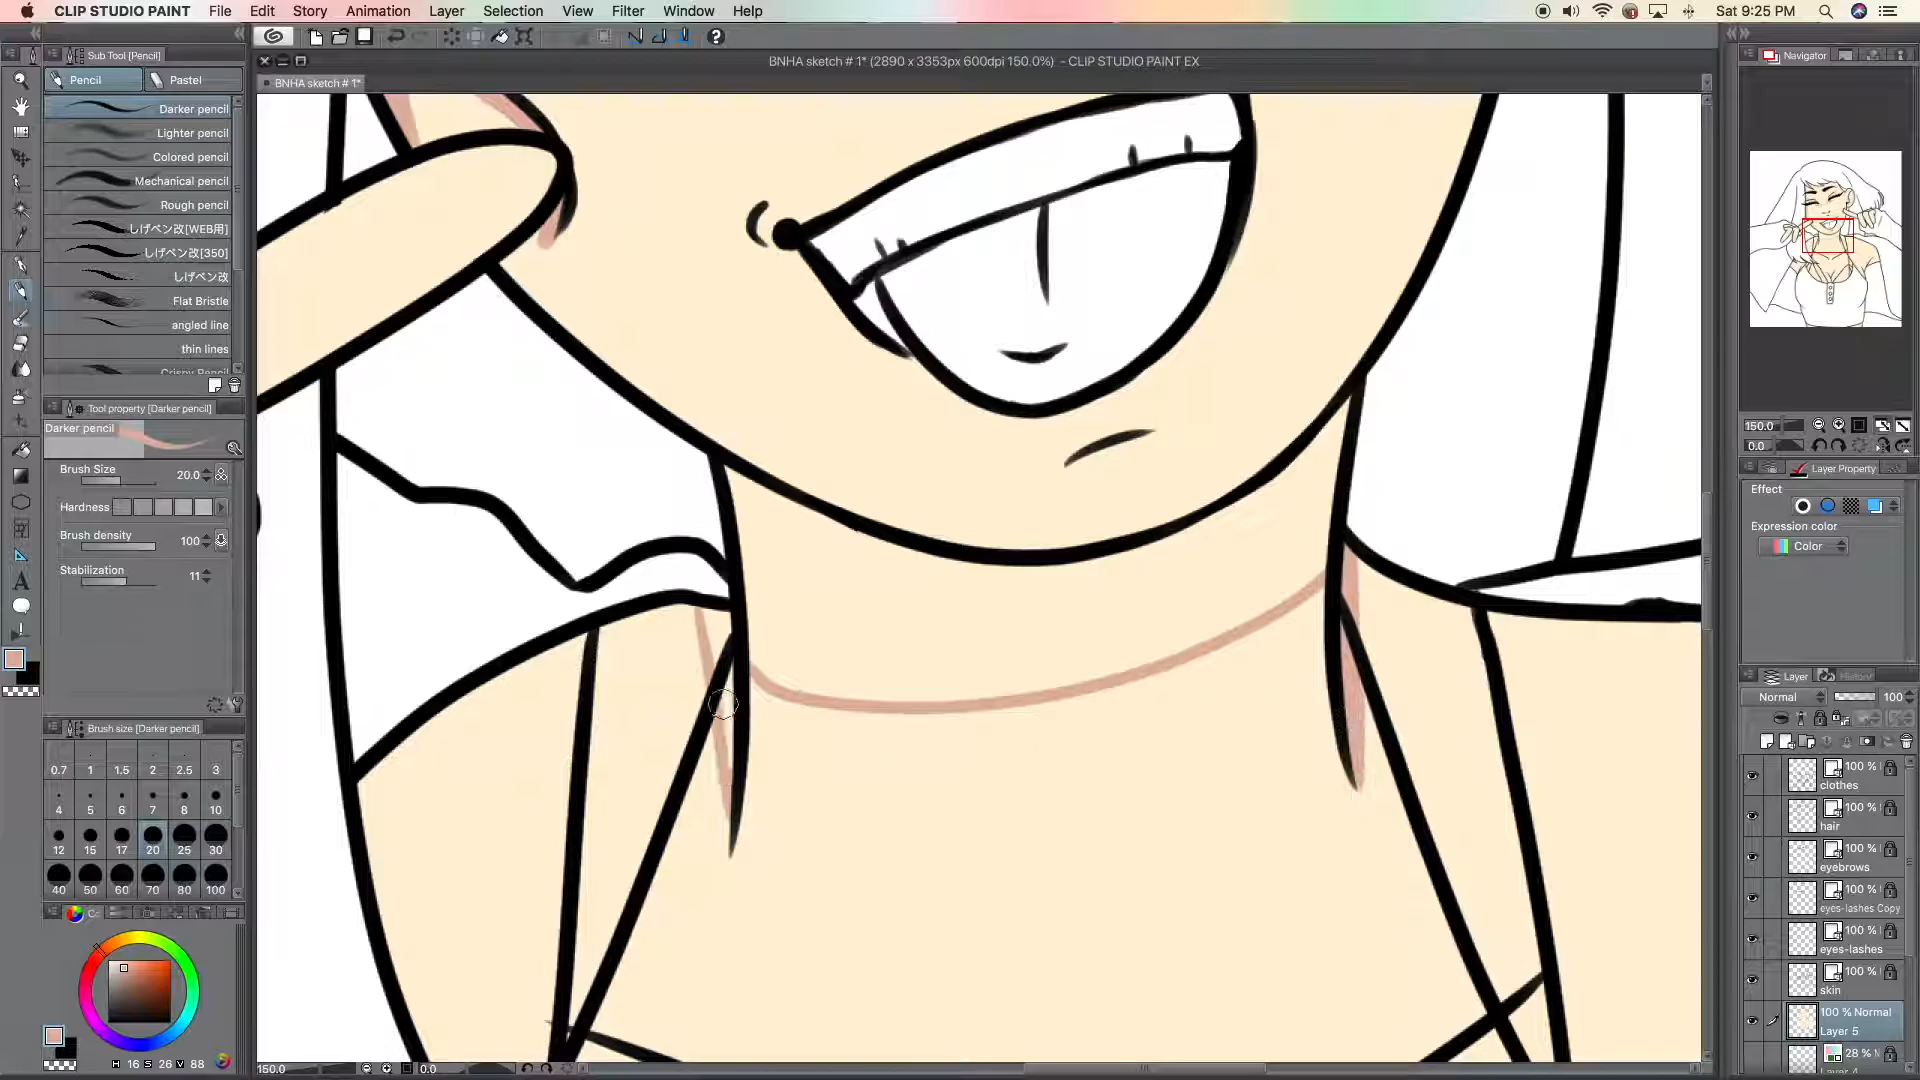 CLIP STUDIO PAINT File Edit Story Animation Layer Selection View Filter Window Help Sat 9:25 PM
BNHA sketch # 1* (2890 x 3353px 600dpi 150.0%) - CLIP STUDIO PAINT EX
BNHA sketch # 1*
Sub Tool [Pencil]
Pencil Pastel
Darker pencil
Lighter pencil
Colored pencil
Mechanical pencil
Rough pencil
しげペン改[WEB用]
しげペン改[350]
しげペン改
Flat Bristle
angled line
thin lines
Crispy Pencil
Tool property [Darker pencil]
Darker pencil
Brush Size 20.0
Hardness
Brush density 100
Stabilization 11
Brush size [Darker pencil]
0.7 1 1.5 2 2.5 3
4 5 6 7 8 10
12 15 17 20 25 30
40 50 60 70 80 100
H 16 S 26 V 88
150.0 0.0
Navigator
150.0
0.0
Layer Property
Effect
Expression color
Color
Layer History
Normal 100
100 %
clothes
100 %
hair
100 %
eyebrows
100 %
eyes-lashes Copy
100 %
eyes-lashes
100 %
skin
100 % Normal
Layer 5
28 %
Layer 4